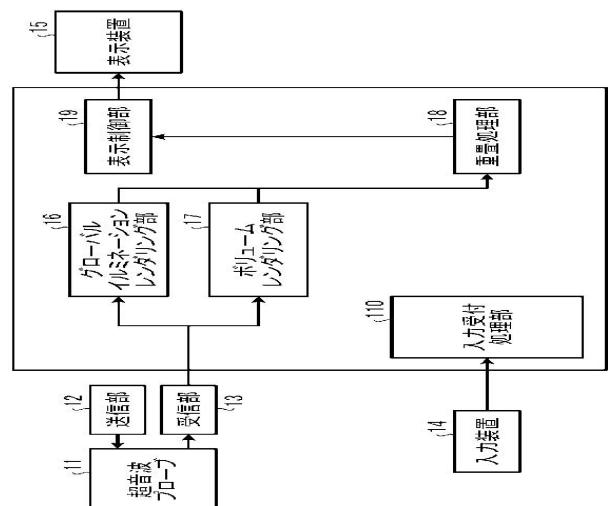 11
超音波
プローブ
12
送信部
13
受信部
14
入力装置
16
グローバル
イルミネーション
レンダリング部
17
ボリューム
レンダリング部
110
入力受付
処理部
19
表示制御部
18
重畳処理部
15
表示装置